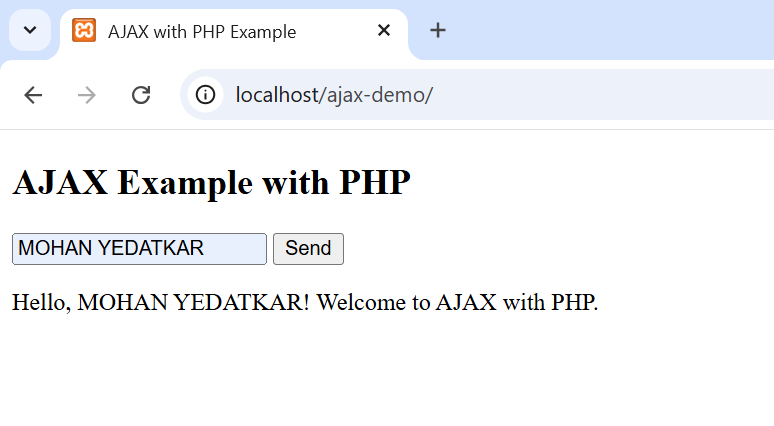 AJAX with PHP Example
localhost/ajax-demo/
AJAX Example with PHP
MOHAN YEDATKAR Send
Hello, MOHAN YEDATKAR! Welcome to AJAX with PHP.